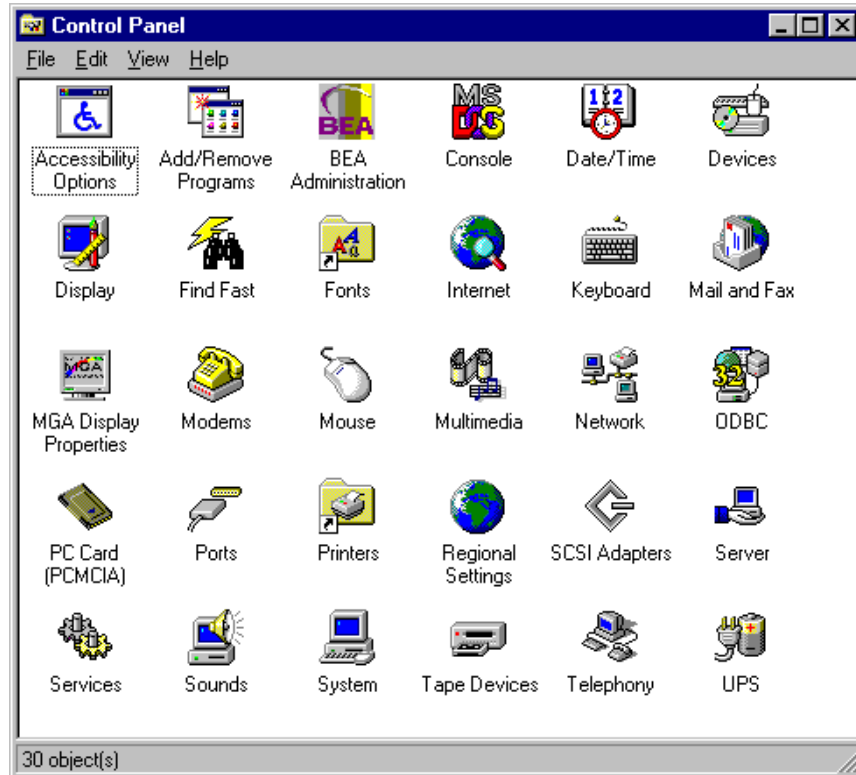 Control Panel
File Edit View Help
BEA
MS
DOS
12
Accessibility Options
Add/Remove Programs
BEA Administration
Console
Date/Time
Devices
Display
Find Fast
Fonts
Internet
Keyboard
Mail and Fax
MGA
32
MGA Display Properties
Modems
Mouse
Multimedia
Network
ODBC
PC Card (PCMCIA)
Ports
Printers
Regional Settings
SCSI Adapters
Server
Services
Sounds
System
Tape Devices
Telephony
UPS
30 object(s)